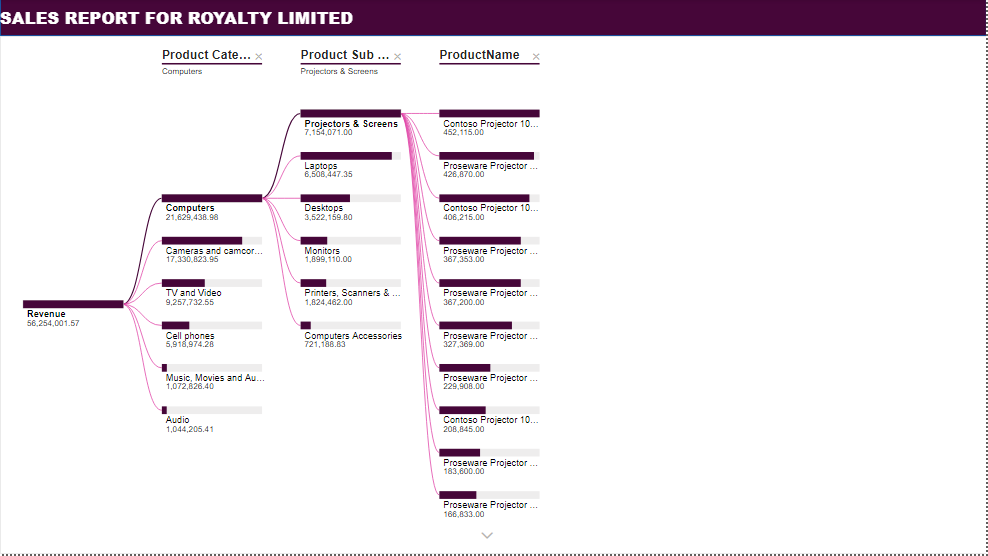 SALES REPORT FOR ROYALTY LIMITED
Product Cate...
Computers
Product Sub ...
Projectors & Screens
ProductName
Revenue
56,254,001.57
Computers
21,629,438.98
Cameras and camcor...
17,330,823.95
TV and Video
9,257,732.55
Cell phones
5,918,974.28
Music, Movies and Au...
1,072,826.40
Audio
1,044,205.41
Projectors & Screens
7,154,071.00
Laptops
6,508,447.35
Desktops
3,522,159.80
Monitors
1,899,110.00
Printers, Scanners & ...
1,824,462.00
Computers Accessories
721,188.83
Contoso Projector 10...
452,115.00
Proseware Projector ...
426,870.00
Contoso Projector 10...
406,215.00
Proseware Projector ...
367,353.00
Proseware Projector ...
367,200.00
Proseware Projector ...
327,369.00
Proseware Projector ...
229,908.00
Contoso Projector 10...
208,845.00
Proseware Projector ...
183,600.00
Proseware Projector ...
166,833.00